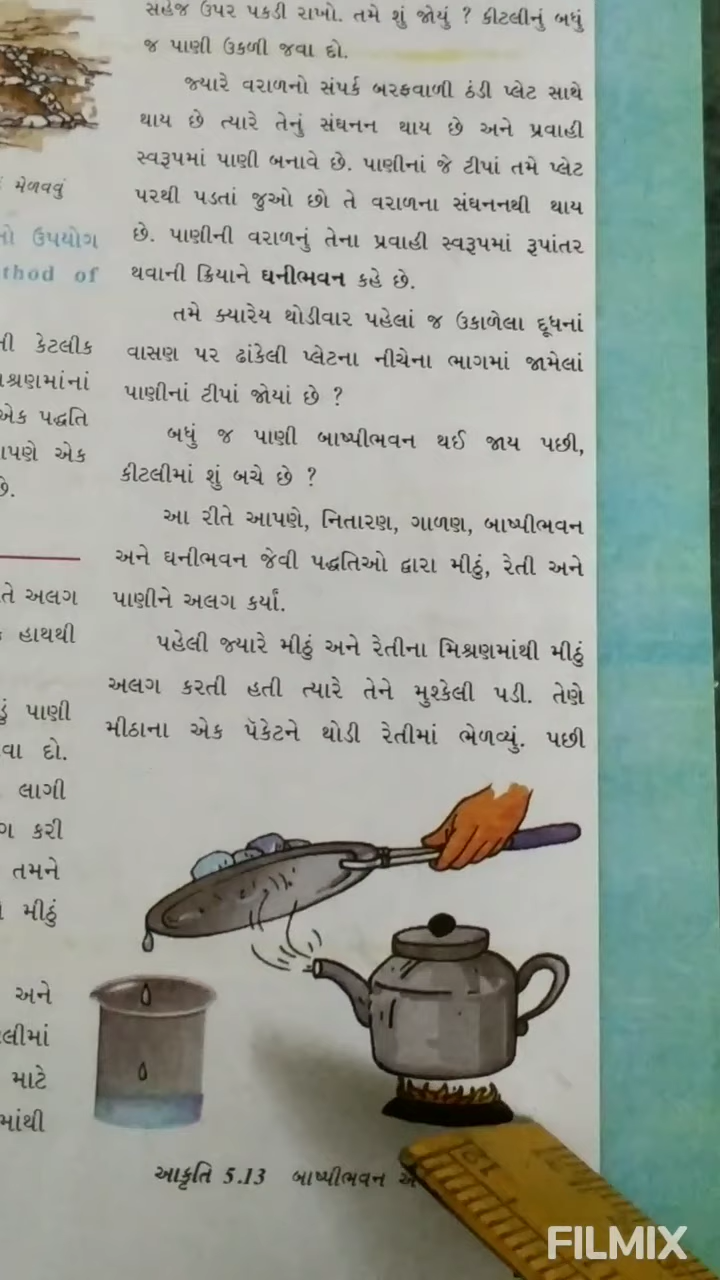 મેળવવું
ઉપયોગ
thod of
કેટલીક
એક પદ્ધતિ
આપણે એક
છે.
તે અલગ
હાથથી
પાણી
દો.
લાગી
કરી
તમને
મીઠું
અને
માટે
સહેજ ઉપર પકડી રાખો. તમે શું જોયું ? કીટલીનું બધું
જ પાણી ઉકળી જવા દો.
જ્યારે વરાળનો સંપર્ક બરફવાળી ઠંડી પ્લેટ સાથે
થાય છે ત્યારે તેનું સંઘનન થાય છે અને પ્રવાહી
સ્વરૂપમાં પાણી બનાવે છે. પાણીનાં જે ટીપાં તમે પ્લેટ
પરથી પડતાં જુઓ છો તે વરાળના સંઘનનથી થાય
છે. પાણીની વરાળનું તેના પ્રવાહી સ્વરૂપમાં રૂપાંતર
થવાની ક્રિયાને ઘનીભવન કહે છે.
તમે ક્યારેય થોડીવાર પહેલાં જ ઉકાળેલા દૂધનાં
વાસણ પર ઢાંકેલી પ્લેટના નીચેના ભાગમાં જામેલાં
પાણીનાં ટીપાં જોયાં છે ?
બધું જ પાણી બાષ્પીભવન થઈ જાય પછી,
કીટલીમાં શું બચે છે ?
આ રીતે આપણે, નિતારણ, ગાળણ, બાષ્પીભવન
અને ઘનીભવન જેવી પદ્ધતિઓ દ્વારા મીઠું, રેતી અને
પાણીને અલગ કર્યાં.
પહેલી જ્યારે મીઠું અને રેતીના મિશ્રણમાંથી મીઠું
અલગ કરતી હતી ત્યારે તેને મુશ્કેલી પડી. તેણે
મીઠાના એક પૅકેટને થોડી રેતીમાં ભેળવ્યું. પછી
આકૃતિ 5.13 બાષ્પીભવન
12
FILMIX